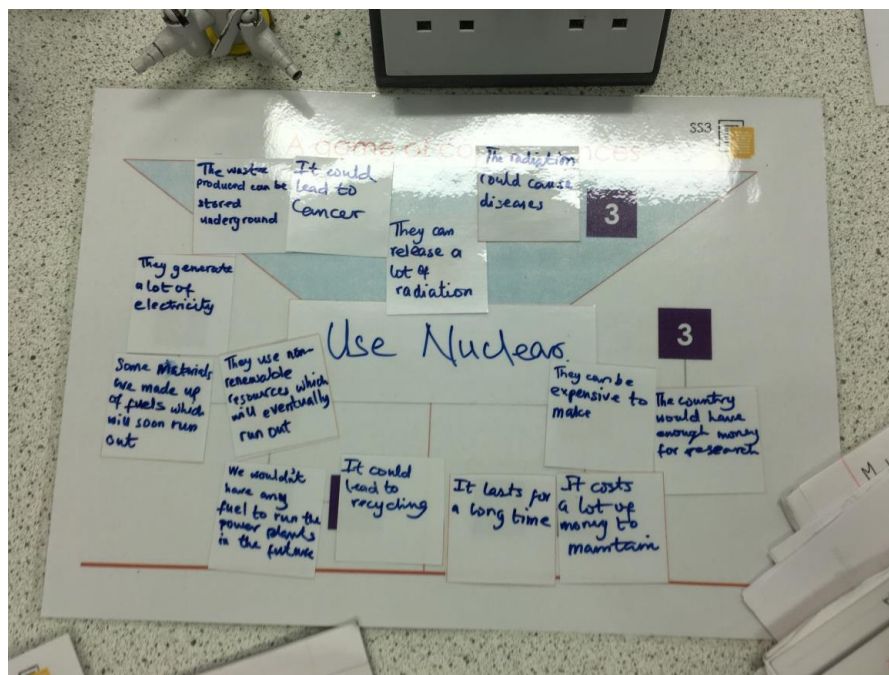 SS3
A game of consequences
The waste
produced can be
stored
underground
It could
lead to
Cancer
They can
release a
lot of
radiation
The radiation
could cause
diseases
3
They generate
a lot of
electricity
Use Nuclear.
3
Some Materials
are made up
of fuels which
will soon run
out
They use non-
renewable
resources which
will eventually
run out
They can be
expensive to
make
The country
would have
enough money
for research
We wouldn't
have any
fuel to run the
power plants
in the future
It could
lead to
recycling
It lasts for
a long time
It costs
a lot of
money to
maintain
M